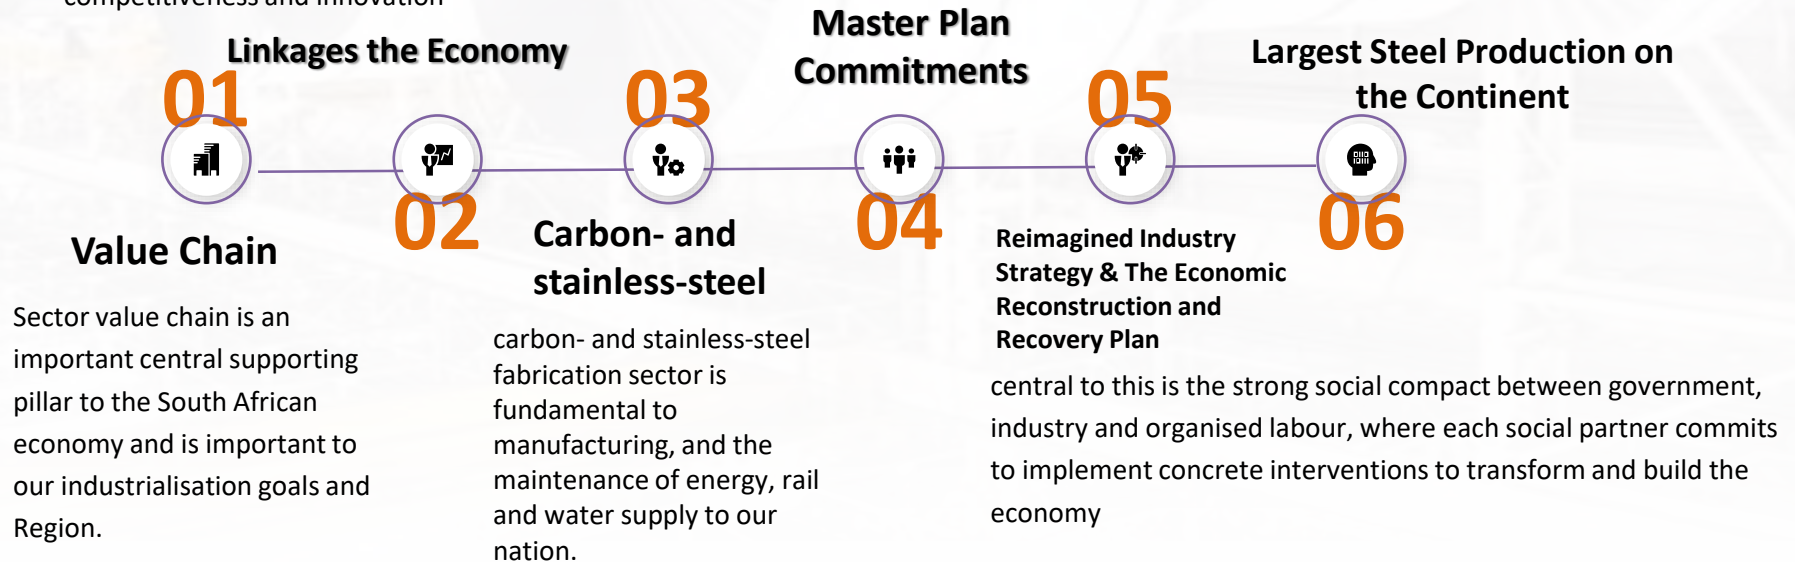 competitiveness and innovation
Linkages the Economy
Master Plan
Commitments
Largest Steel Production on
the Continent
01
03
05
02
04
06
Value Chain
Sector value chain is an
important central supporting
pillar to the South African
economy and is important to
our industrialisation goals and
Region.
Carbon- and
stainless-steel
carbon- and stainless-steel
fabrication sector is
fundamental to
manufacturing, and the
maintenance of energy, rail
and water supply to our
nation.
Reimagined Industry
Strategy & The Economic
Reconstruction and
Recovery Plan
central to this is the strong social compact between government,
industry and organised labour, where each social partner commits
to implement concrete interventions to transform and build the
economy